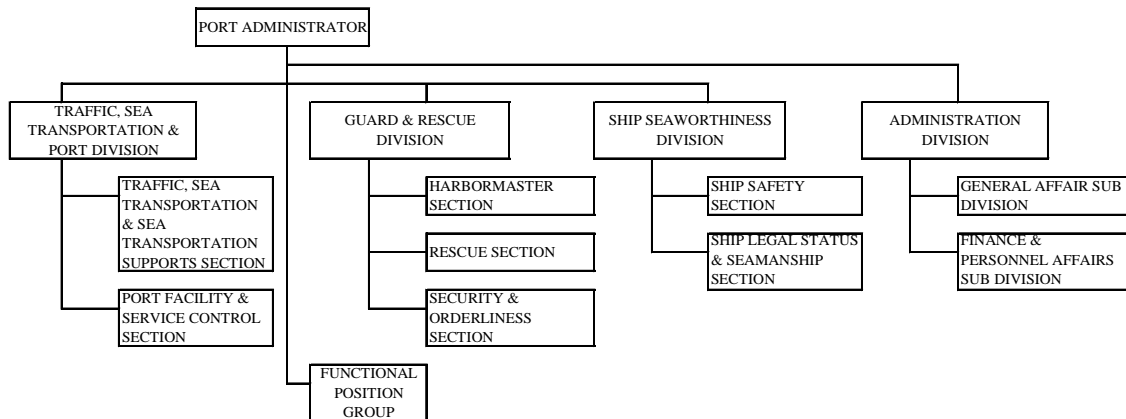 PORT ADMINISTRATOR
TRAFFIC, SEA
TRANSPORTATION &
PORT DIVISION
GUARD & RESCUE
DIVISION
SHIP SEAWORTHINESS
DIVISION
ADMINISTRATION
DIVISION
TRAFFIC, SEA
TRANSPORTATION
& SEA
TRANSPORTATION
SUPPORTS SECTION
HARBORMASTER
SECTION
SHIP SAFETY
SECTION
GENERAL AFFAIR SUB
DIVISION
RESCUE SECTION
SHIP LEGAL STATUS
& SEAMANSHIP
SECTION
FINANCE &
PERSONNEL AFFAIRS
SUB DIVISION
PORT FACILITY &
SERVICE CONTROL
SECTION
SECURITY &
ORDERLINESS
SECTION
FUNCTIONAL
POSITION
GROUP